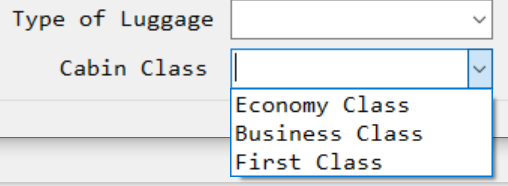 Type of Luggage
Cabin Class
Economy Class
Business Class
First Class